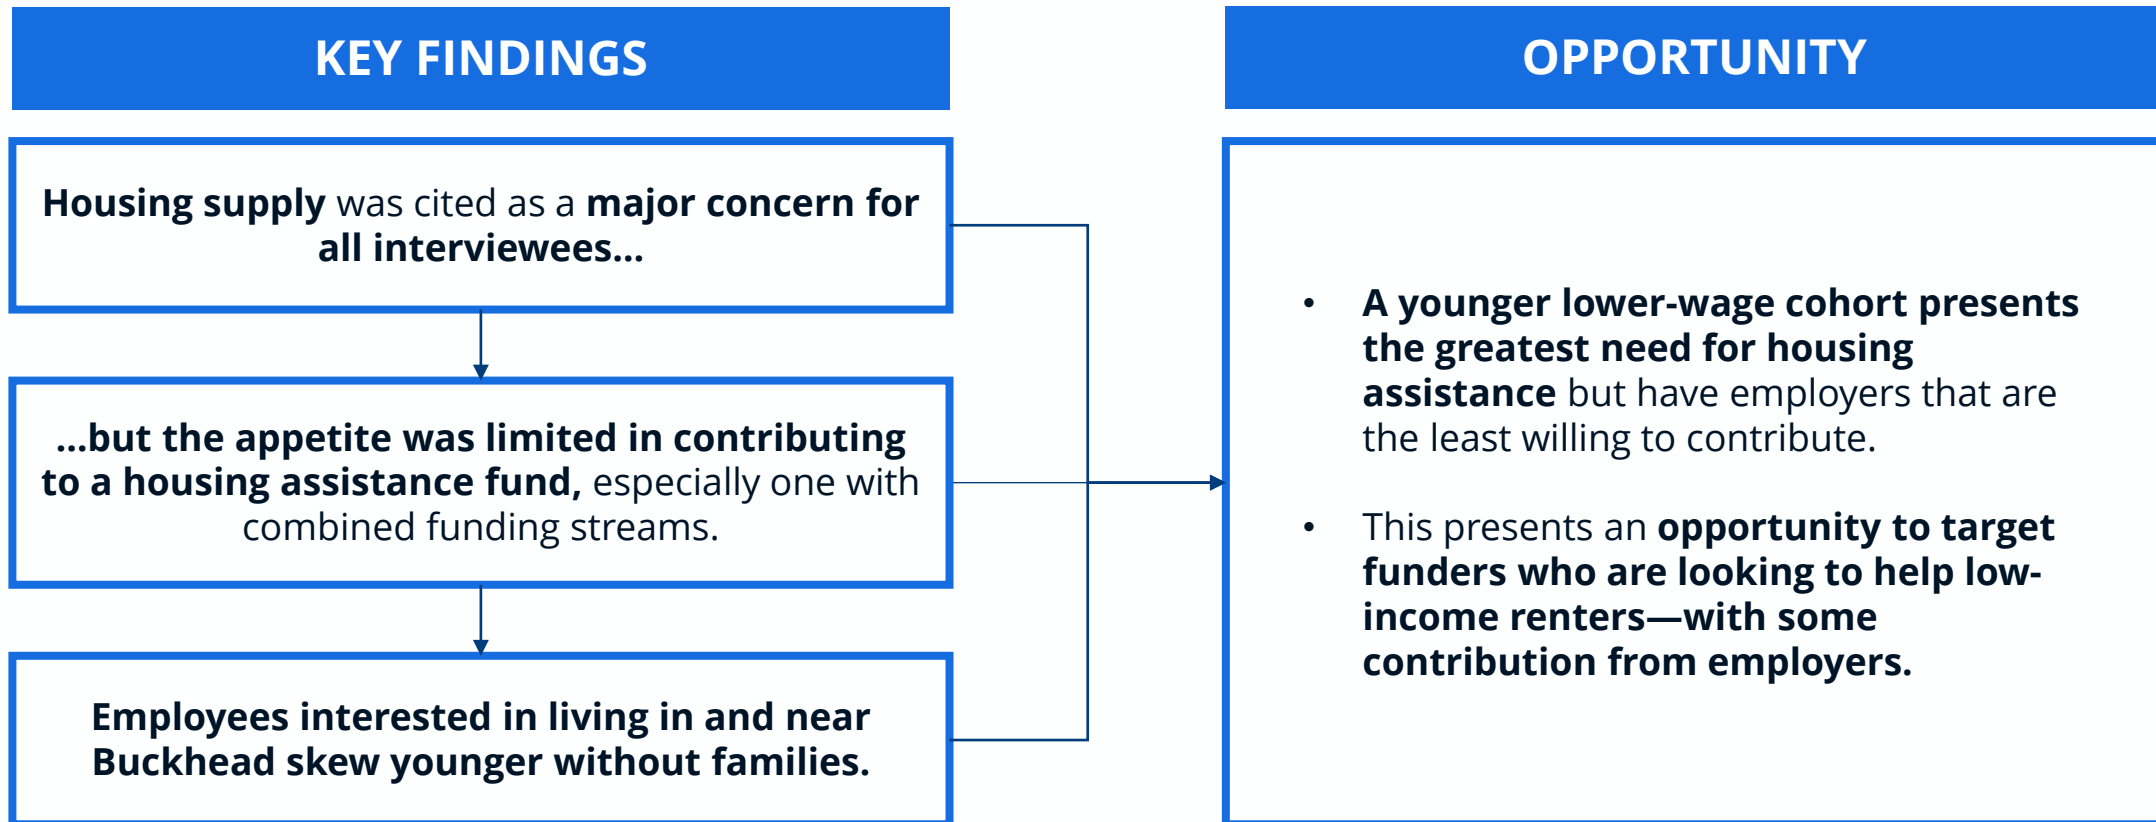 KEY FINDINGS
Housing supply was cited as a major concern for
all interviewees...
...but the appetite was limited in contributing
to a housing assistance fund, especially one with
combined funding streams.
Employees interested in living in and near
Buckhead skew younger without families.
OPPORTUNITY
• A younger lower-wage cohort presents
the greatest need for housing
assistance but have employers that are
the least willing to contribute.
• This presents an opportunity to target
funders who are looking to help low-
income renters—with some
contribution from employers.